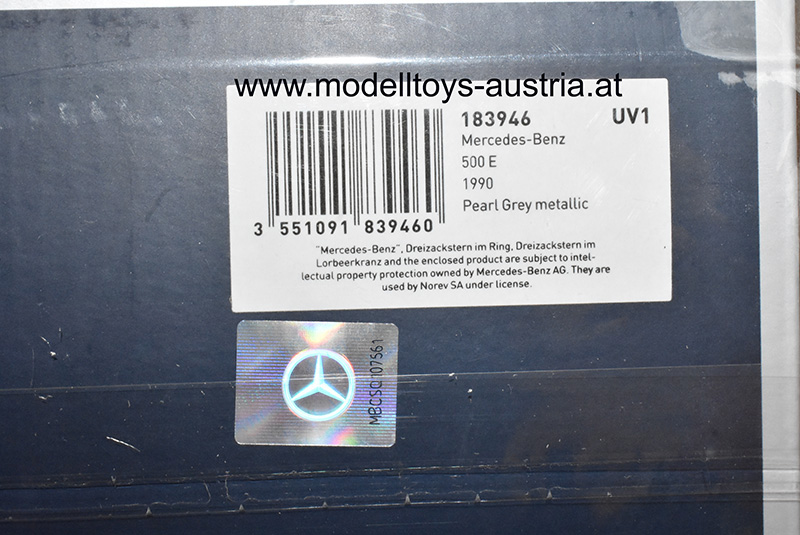 www.modelltoys-austria.at
183946 UV1
Mercedes-Benz
500 E
1990
Pearl Grey metallic
3 551091 839460
"Mercedes-Benz", Dreizackstern im Ring, Dreizackstern im
Lorbeerkranz and the enclosed product are subject to intel-
lectual property protection owned by Mercedes-Benz AG. They are
used by Norev SA under license.
MBCSQ107561